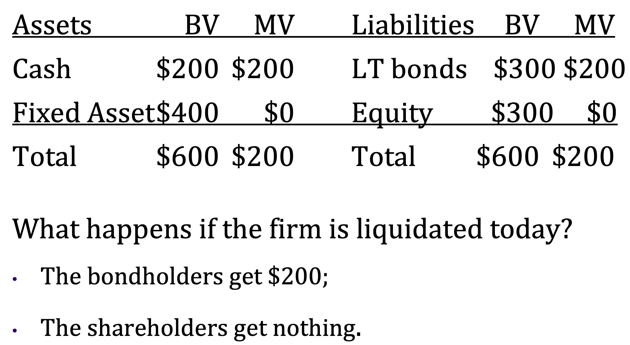 Assets BV MV Liabilities BV MV
Cash $200 $200 LT bonds $300 $200
Fixed Asset$400 $0 Equity $300 $0
Total $600 $200 Total $600 $200
What happens if the firm is liquidated today?
· The bondholders get $200;
· The shareholders get nothing.